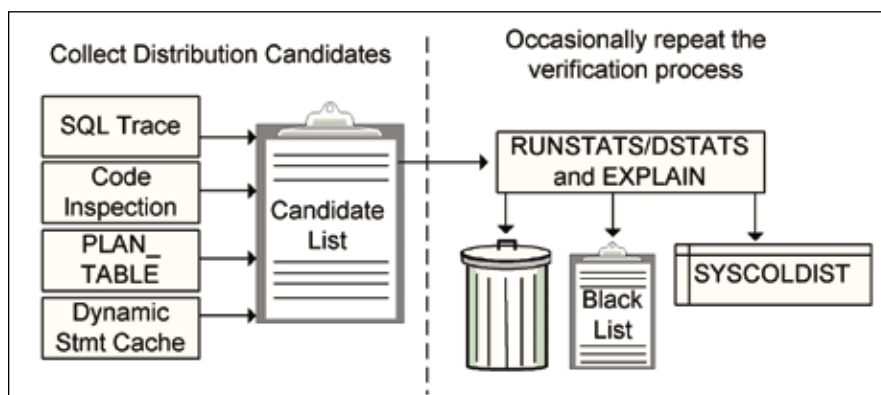 Collect Distribution Candidates
SQL Trace
Code
Inspection
PLAN_
TABLE
Dynamic
Stmt Cache
Candidate
List
Occasionally repeat the
verification process
RUNSTATS/DSTATS
and EXPLAIN
Black
List
SYSCOLDIST